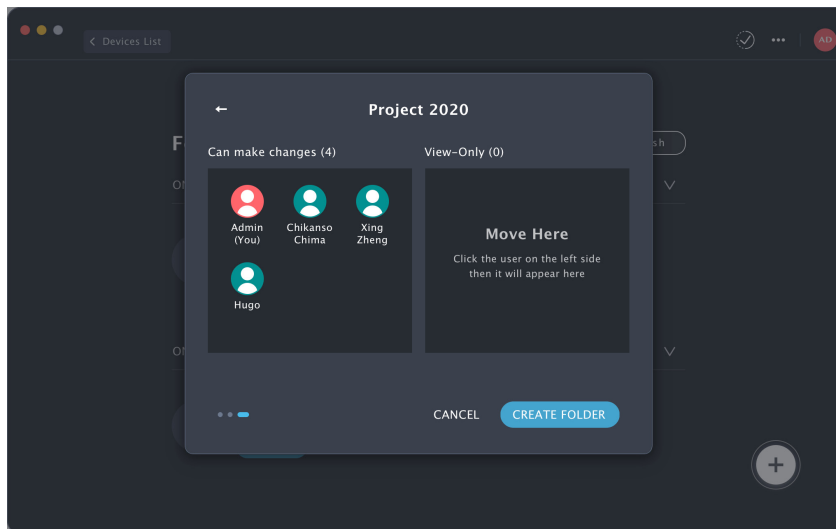 Devices List
AD
Project 2020
Can make changes (4)
View-Only (0)
Admin
(You)
Chikanso
Chima
Xing
Zheng
Hugo
Move Here
Click the user on the left side
then it will appear here
CANCEL
CREATE FOLDER